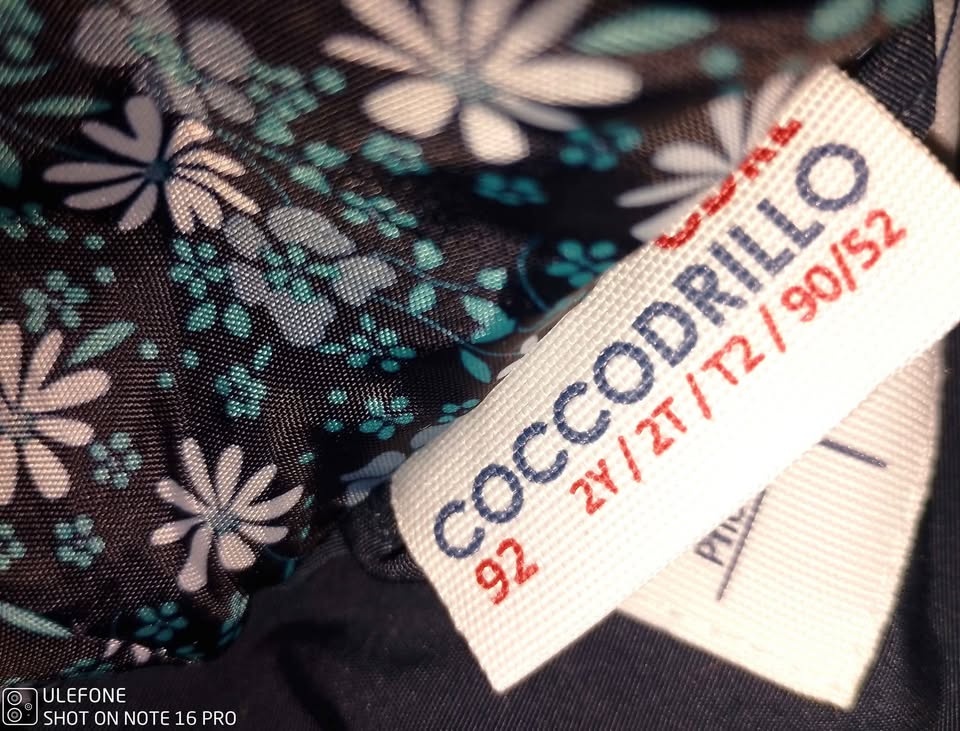 COCCODRILLO
92 2Y / 2T / T2 / 90/52
ULEFONE
SHOT ON NOTE 16 PRO